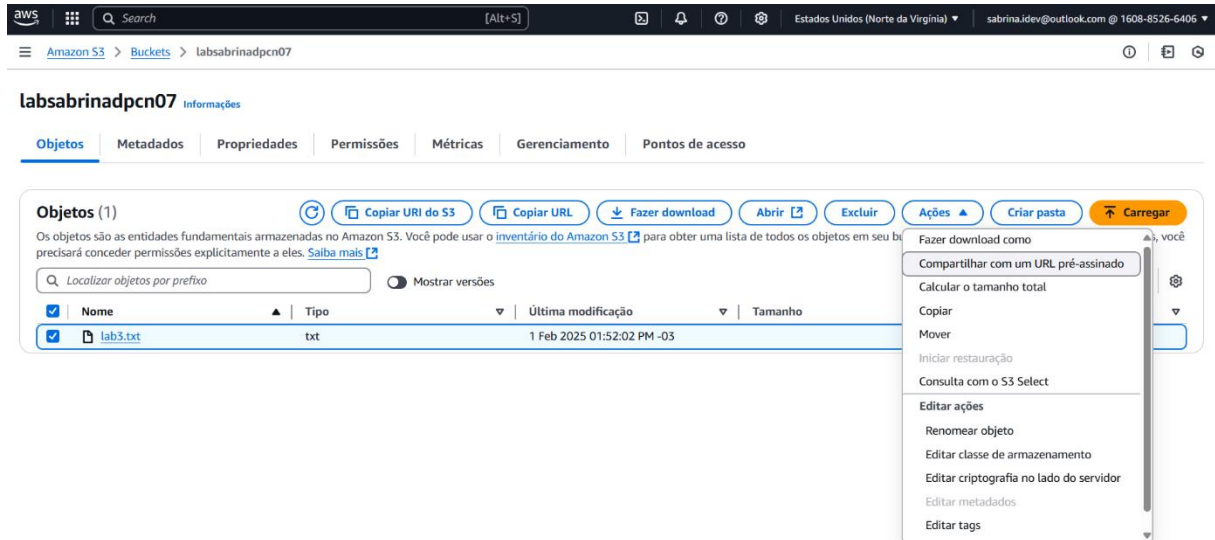 aws
Search
[Alt+S]
Estados Unidos (Norte da Virgínia) ▼
sabrina.idev@outlook.com @ 1608-8526-6406 ▼
Amazon S3 > Buckets > labsabrinadpcn07
labsabrinadpcn07 Informações
Objetos Metadados Propriedades Permissões Métricas Gerenciamento Pontos de acesso
Objetos (1)
Copiar URI do S3
Copiar URL
Fazer download
Abrir
Excluir
Ações ▲
Criar pasta
Carregar
Os objetos são as entidades fundamentais armazenadas no Amazon S3. Você pode usar o inventário do Amazon S3 para obter uma lista de todos os objetos em seu bu
s, você
precisará conceder permissões explicitamente a eles. Saiba mais
Localizar objetos por prefixo
Mostrar versões
Nome ▲ Tipo ▼ Última modificação ▼ Tamanho ▼
lab3.txt txt 1 Feb 2025 01:52:02 PM -03
Fazer download como
Compartilhar com um URL pré-assinado
Calcular o tamanho total
Copiar
Mover
Iniciar restauração
Consulta com o S3 Select
Editar ações
Renomear objeto
Editar classe de armazenamento
Editar criptografia no lado do servidor
Editar metadados
Editar tags